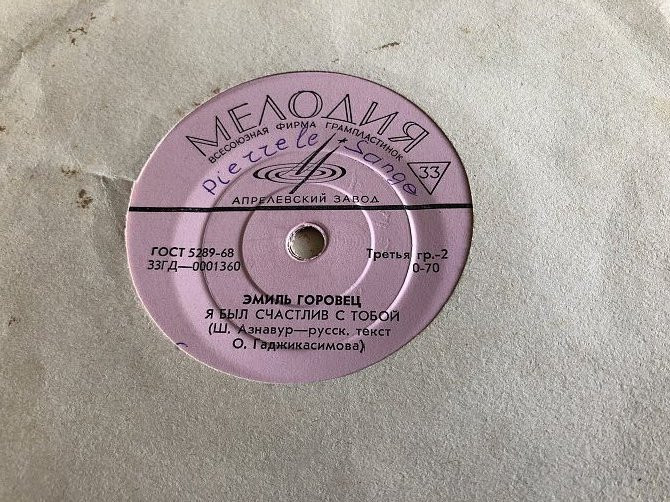 МЕЛОДИЯ
ВСЕСОЮЗНАЯ ФИРМА ГРАМПЛАСТИНОК
Pierrele + Sango
33
АПРЕЛЕВСКИЙ ЗАВОД
ГОСТ 5289-68
33ГД—0001360
Третья гр.-2
0-70
ЭМИЛЬ ГОРОВЕЦ
Я БЫЛ СЧАСТЛИВ С ТОБОЙ
(Ш. Азнавур—русск. текст
О. Гаджикасимова)